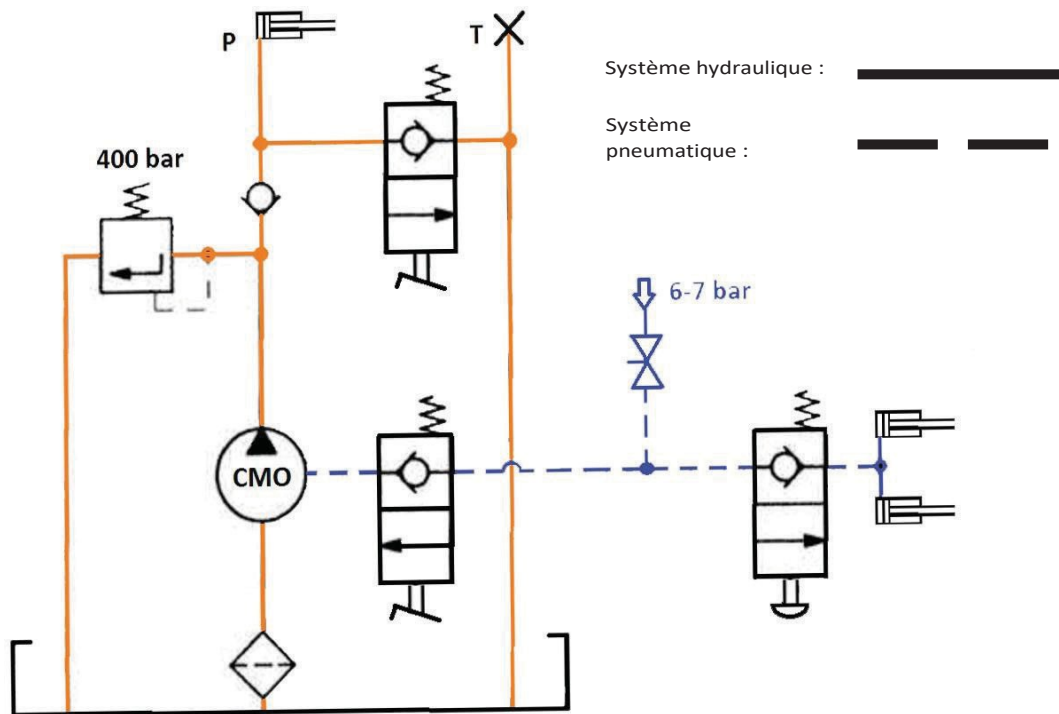 P
T
Système hydraulique :
Système
pneumatique :
400 bar
6-7 bar
CMO